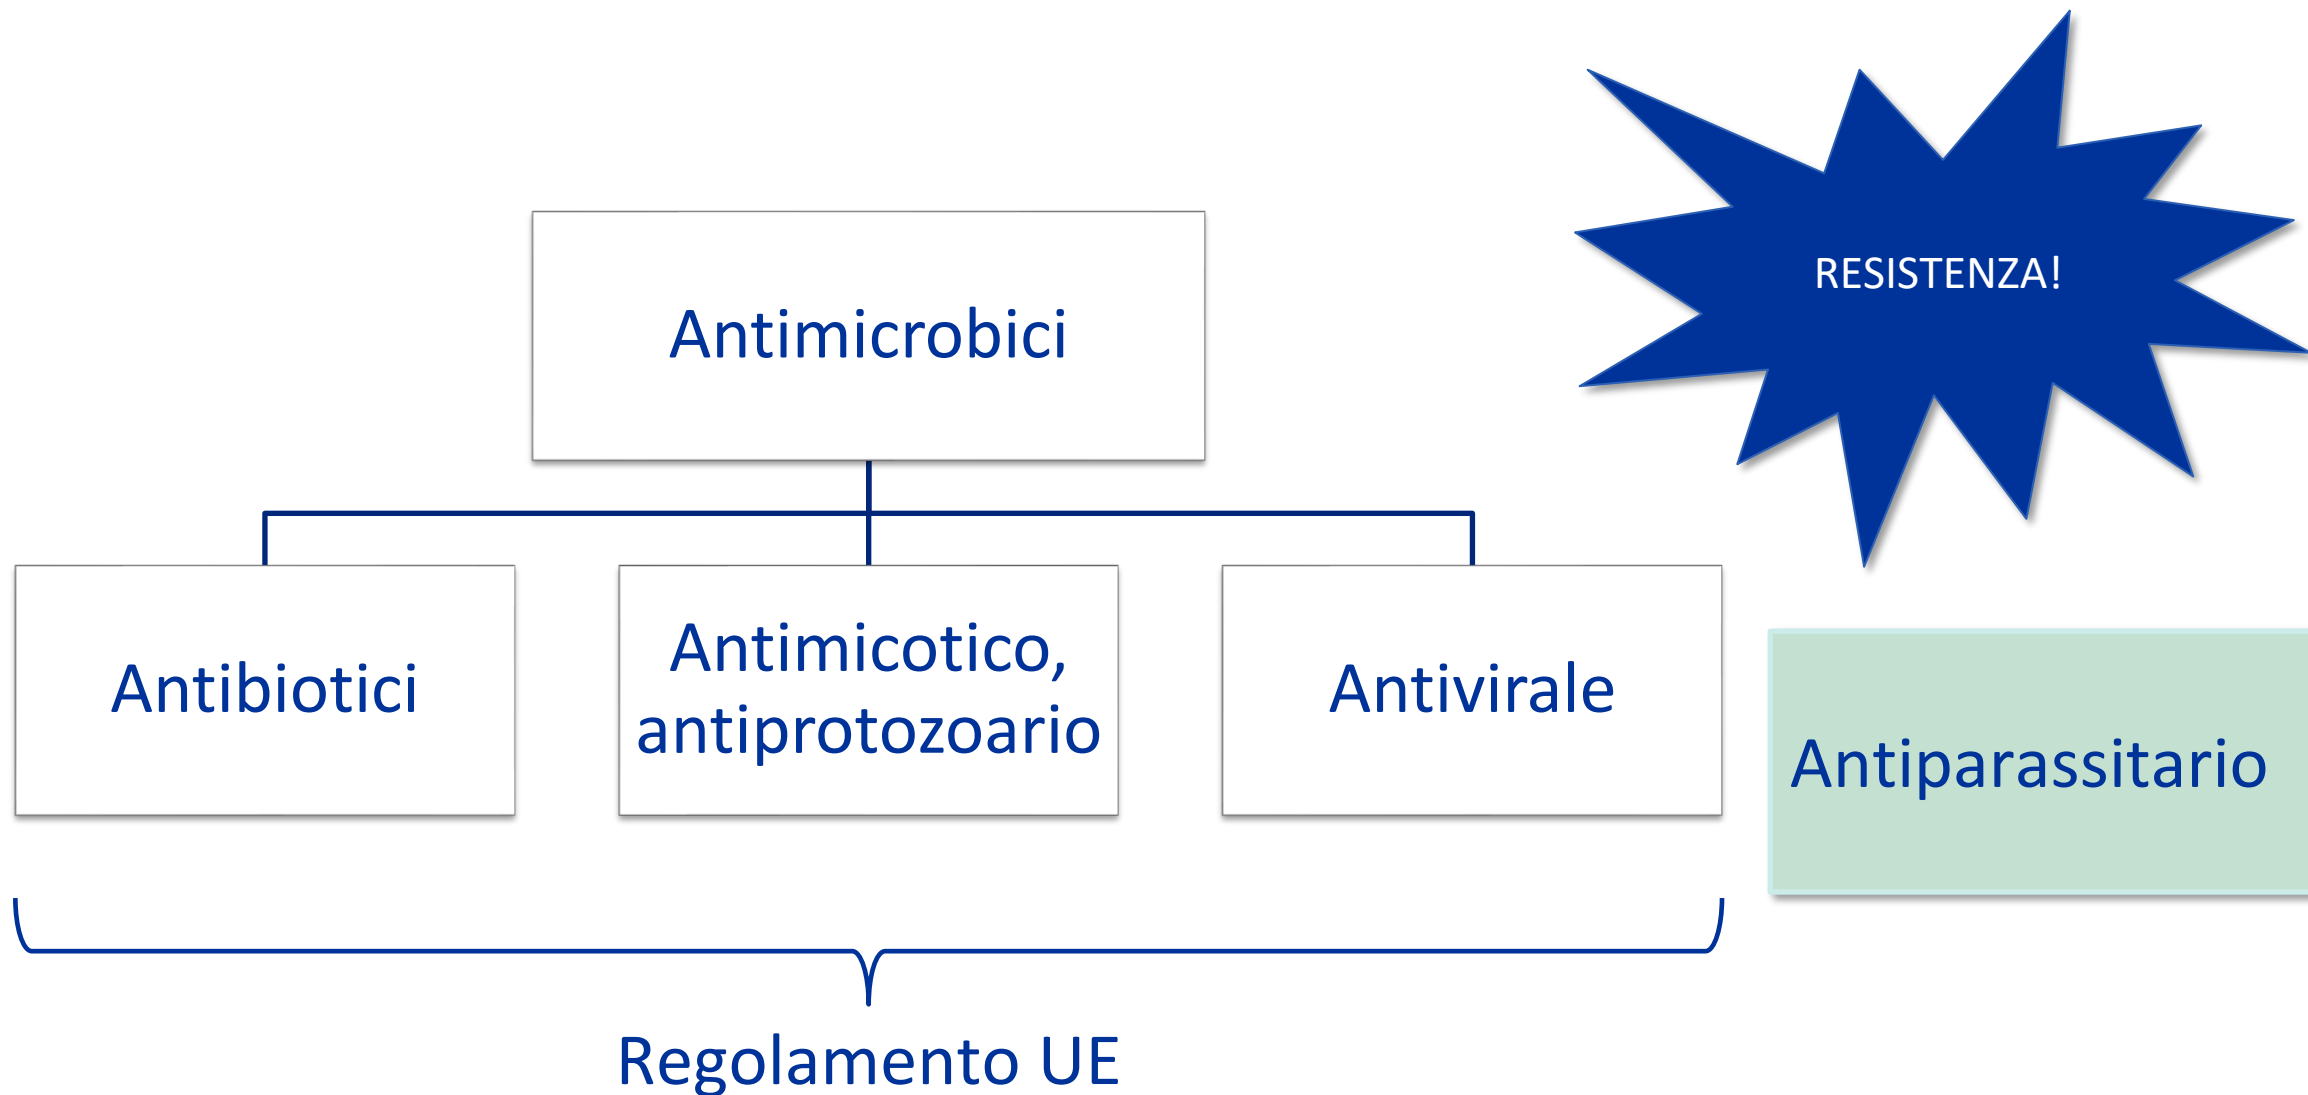 RESISTENZA!
Antimicrobici
Antibiotici
Antimicotico,
antiprotozoario
Antivirale
Antiparassitario
Regolamento UE